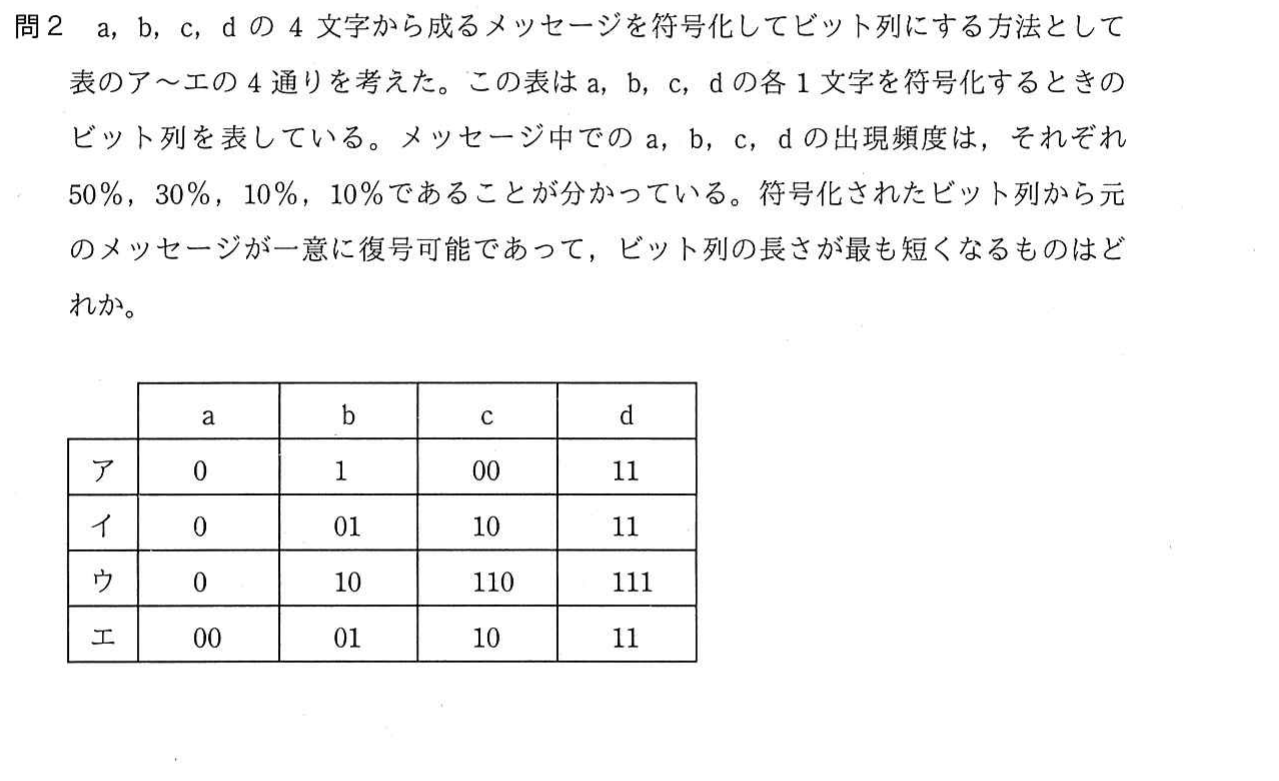 問2 a, b, c, d の 4 文字から成るメッセージを符号化してビット列にする方法として
表のア～エの 4 通りを考えた。この表は a, b, c, d の各 1 文字を符号化するときの
ビット列を表している。メッセージ中での a, b, c, d の出現頻度は，それぞれ
50％，30％，10％，10％であることが分かっている。符号化されたビット列から元
のメッセージが一意に復号可能であって，ビット列の長さが最も短くなるものはど
れか。
a b c d
ア 0 1 00 11
イ 0 01 10 11
ウ 0 10 110 111
エ 00 01 10 11